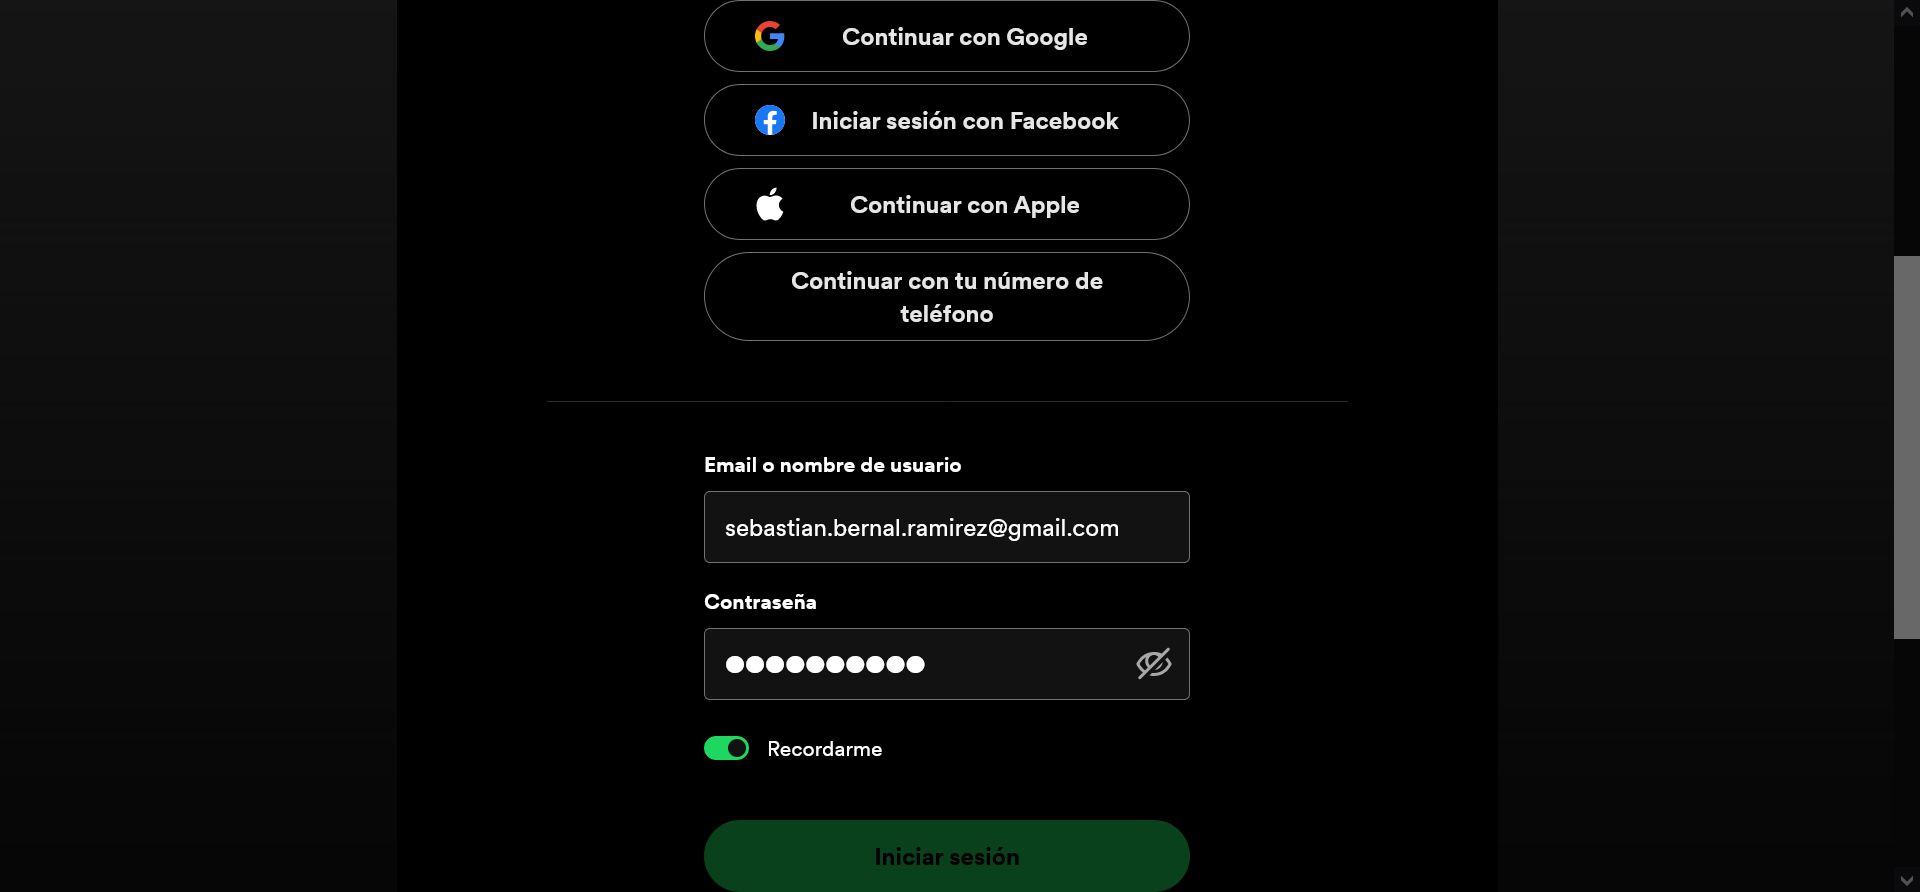 Continuar con Google
Iniciar sesión con Facebook
Continuar con Apple
Continuar con tu número de
teléfono
Email o nombre de usuario
sebastian.bernal.ramirez@gmail.com
Contraseña
Recordarme
Iniciar sesión